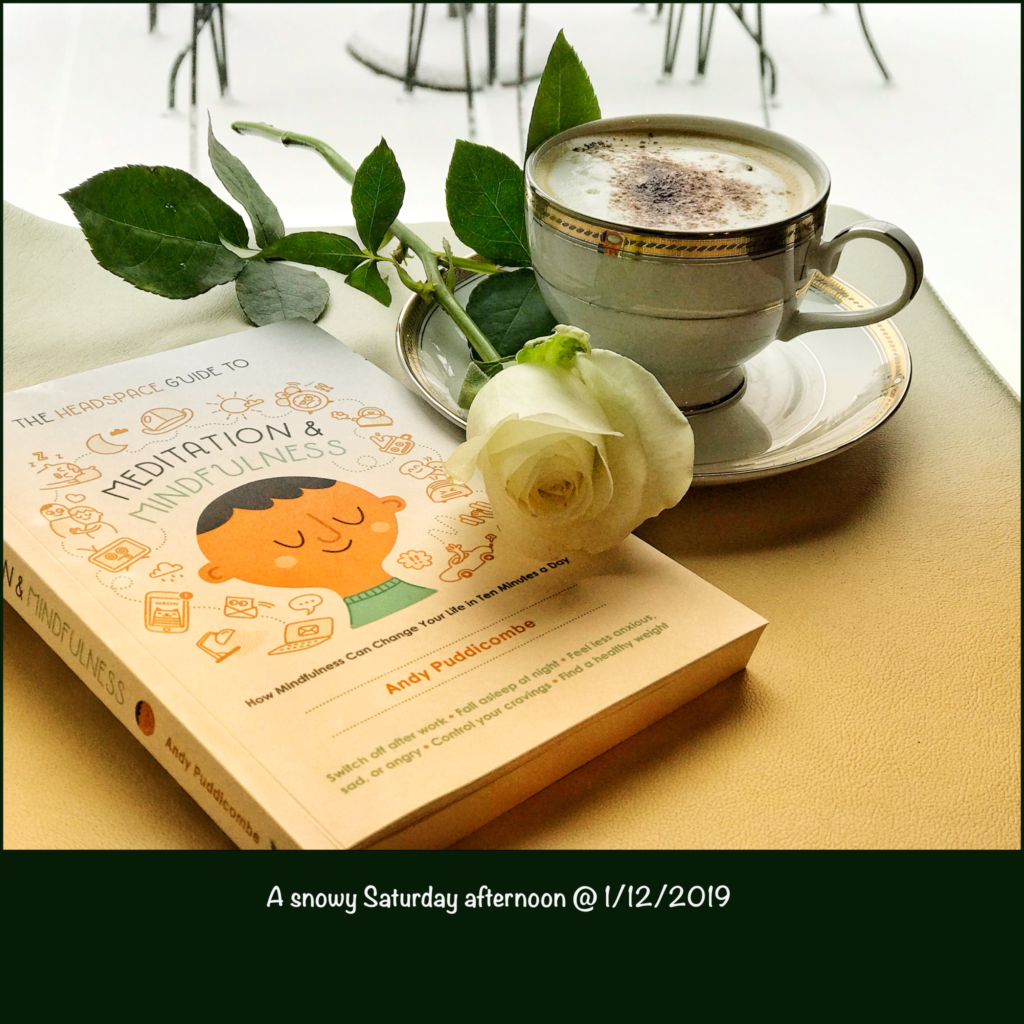 THE HEADSPACE GUIDE TO
MEDITATION &
MINDFULNESS
How Mindfulness Can Change Your Life in Ten Minutes a Day
Andy Puddicombe
Switch off after work • Fall asleep at night • Feel less anxious,
sad, or angry • Control your cravings • Find a healthy weight
N & MINDFULNESS
Andy Puddicombe
A snowy Saturday afternoon @ 1/12/2019